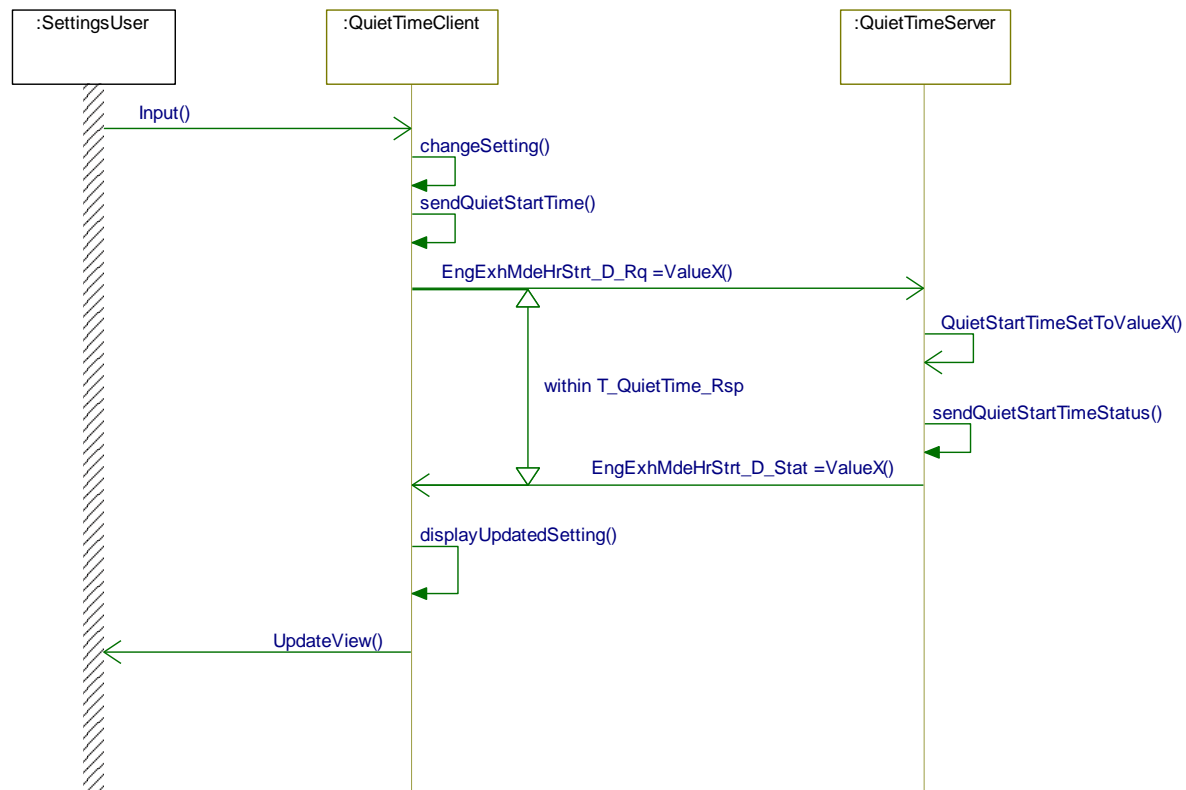 :SettingsUser
:QuietTimeClient
:QuietTimeServer
Input()
changeSetting()
sendQuietStartTime()
EngExhMdeHrStrt_D_Rq =ValueX()
QuietStartTimeSetToValueX()
within T_QuietTime_Rsp
sendQuietStartTimeStatus()
EngExhMdeHrStrt_D_Stat =ValueX()
displayUpdatedSetting()
UpdateView()